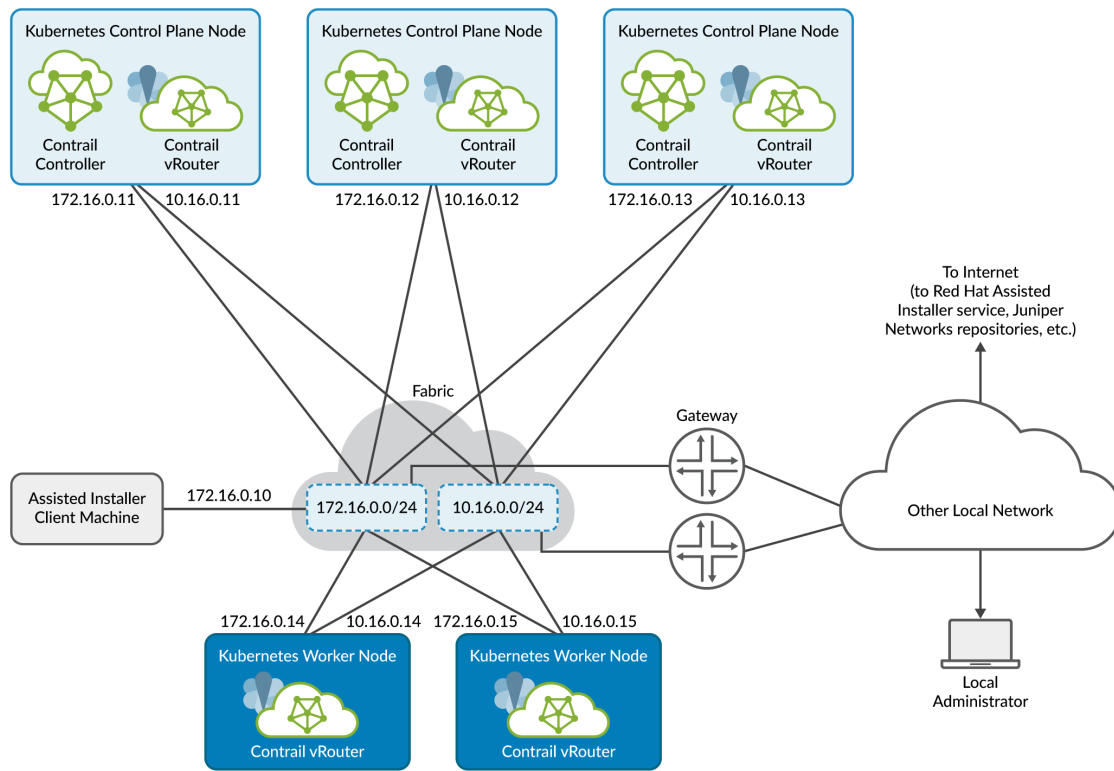 Kubernetes Control Plane Node
Contrail
Controller
Contrail
vRouter
Kubernetes Control Plane Node
Contrail
Controller
Contrail
vRouter
Kubernetes Control Plane Node
Contrail
Controller
Contrail
vRouter
172.16.0.11
10.16.0.11
172.16.0.12
10.16.0.12
172.16.0.13
10.16.0.13
To Internet
(to Red Hat Assisted
Installer service, Juniper
Networks repositories, etc.)
Fabric
Gateway
Assisted Installer
Client Machine
172.16.0.10
172.16.0.0/24
10.16.0.0/24
Other Local Network
172.16.0.14
10.16.0.14
172.16.0.15
10.16.0.15
Kubernetes Worker Node
Contrail vRouter
Kubernetes Worker Node
Contrail vRouter
Local
Administrator